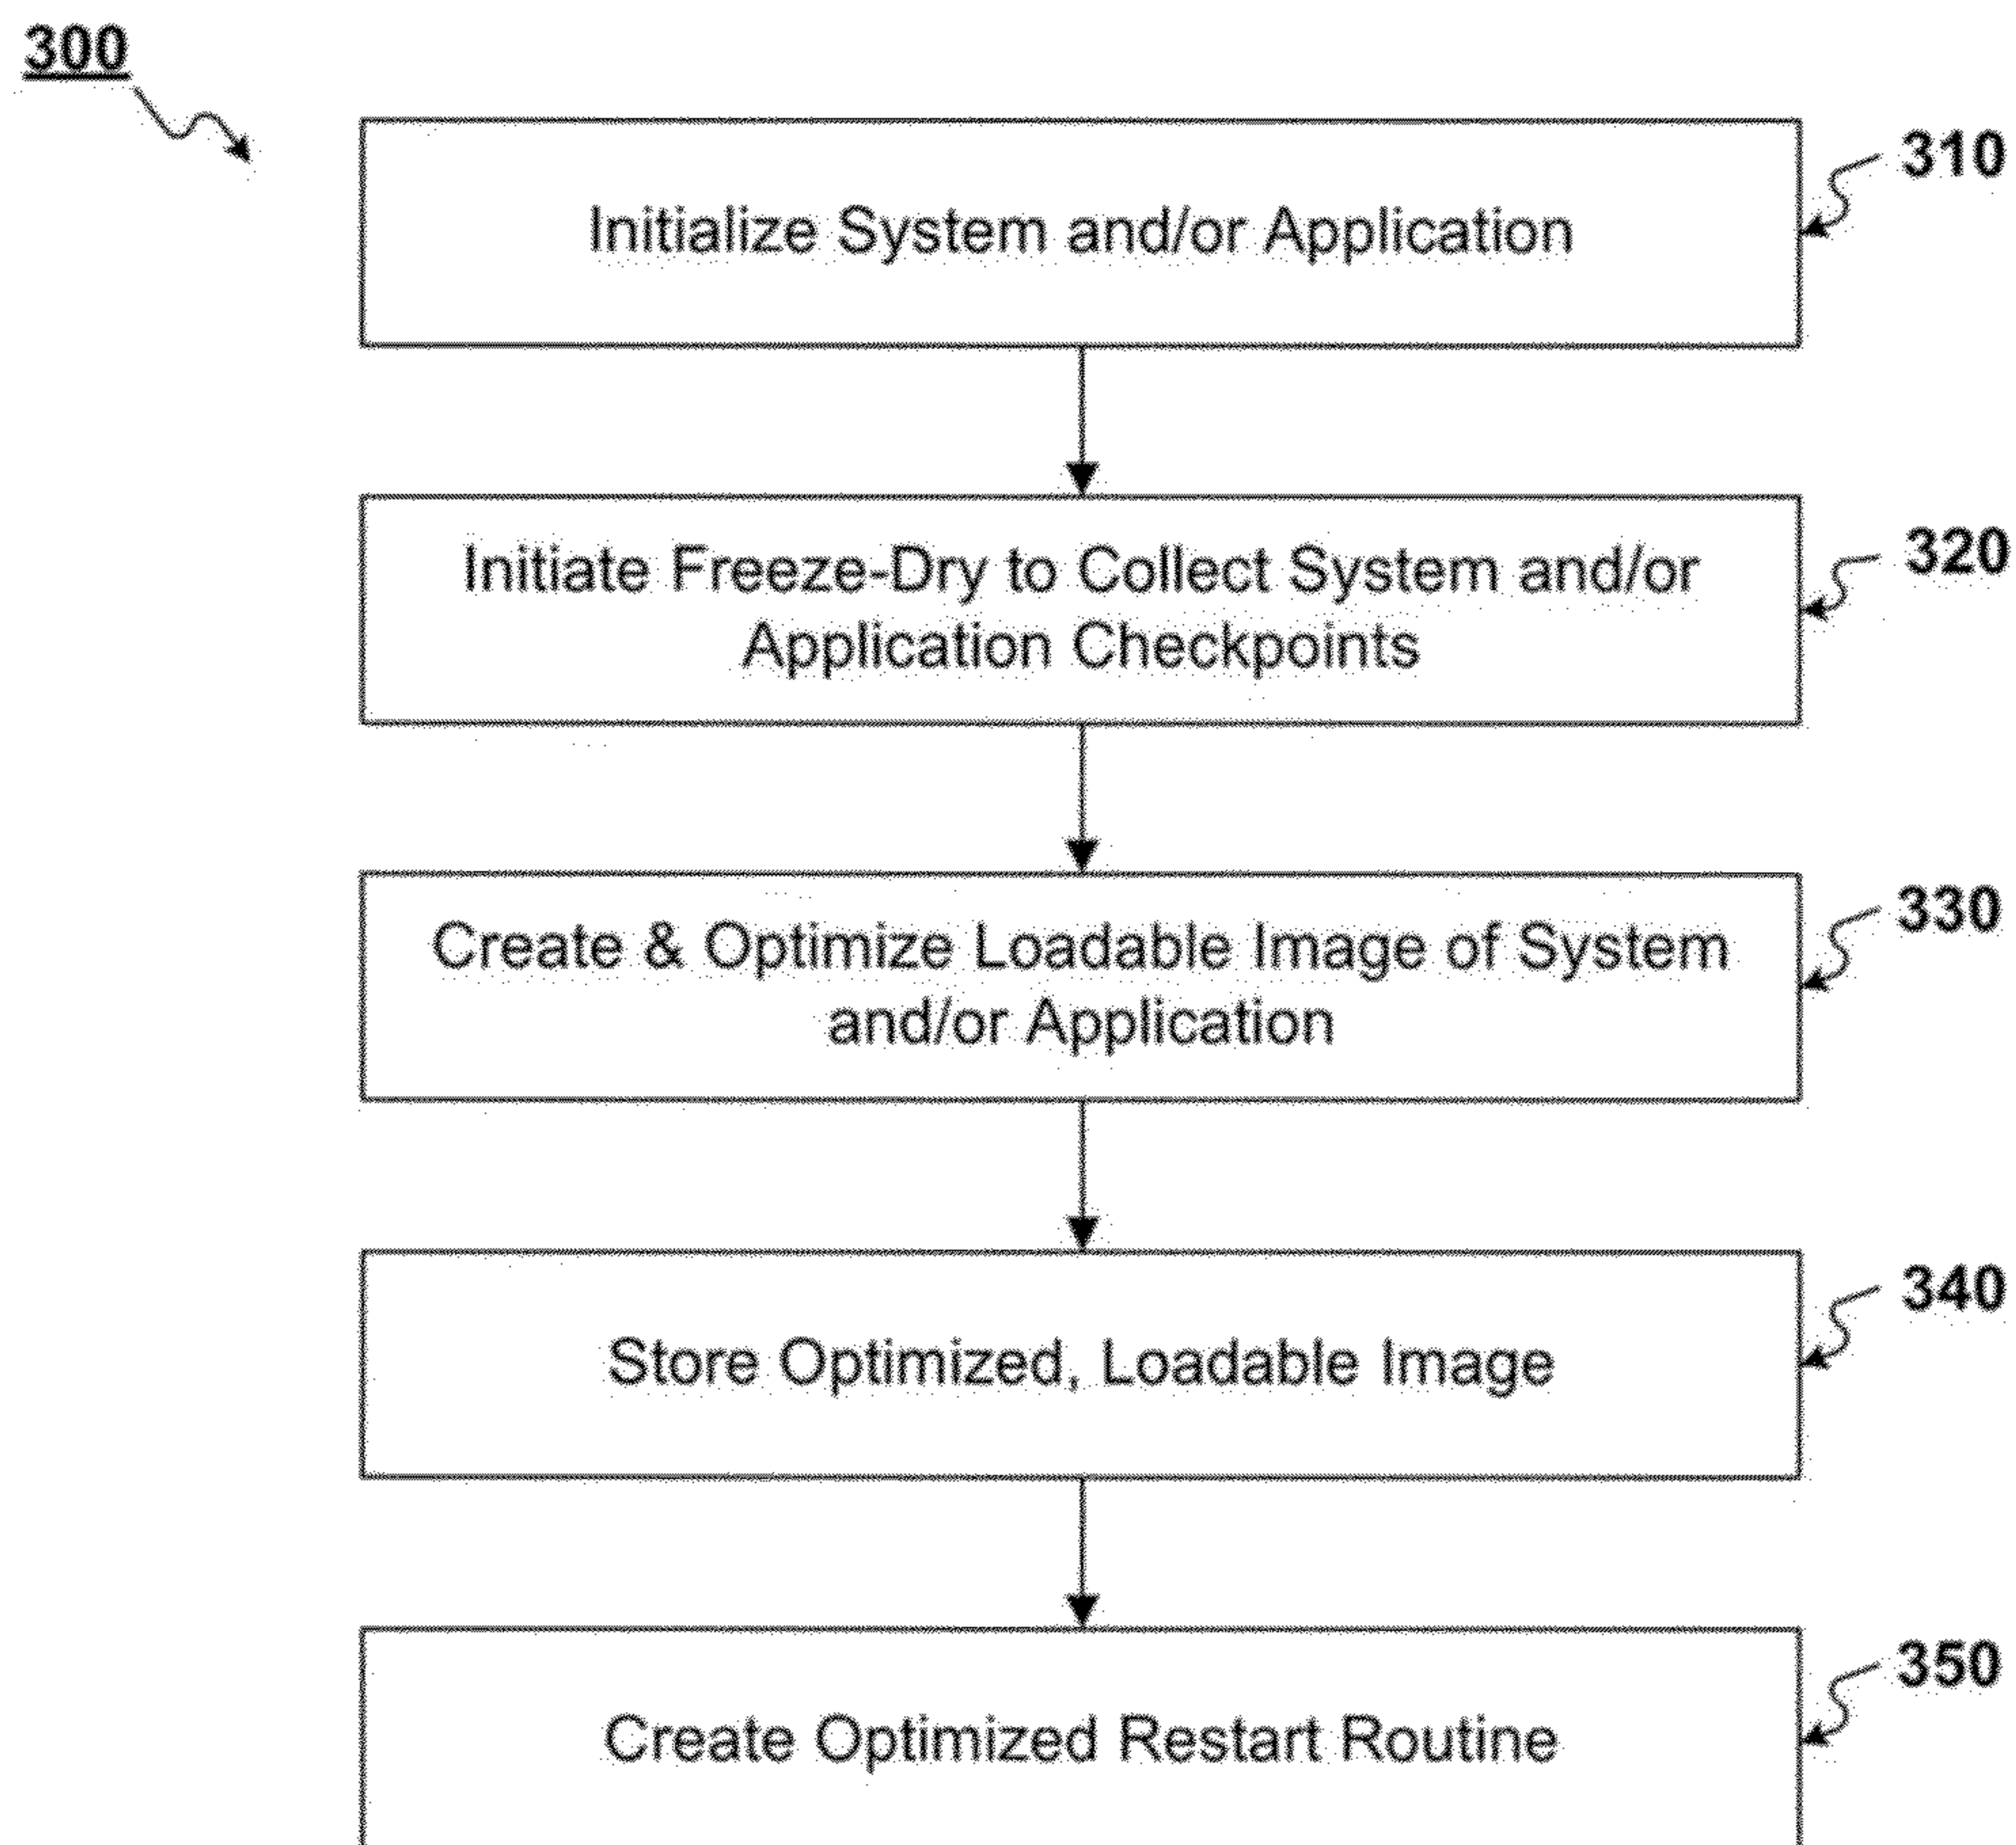 300
310
Initialize System and/or Application
320
Initiate Freeze-Dry to Collect System and/or
Application Checkpoints
330
Create & Optimize Loadable Image of System
and/or Application
340
Store Optimized, Loadable Image
350
Create Optimized Restart Routine